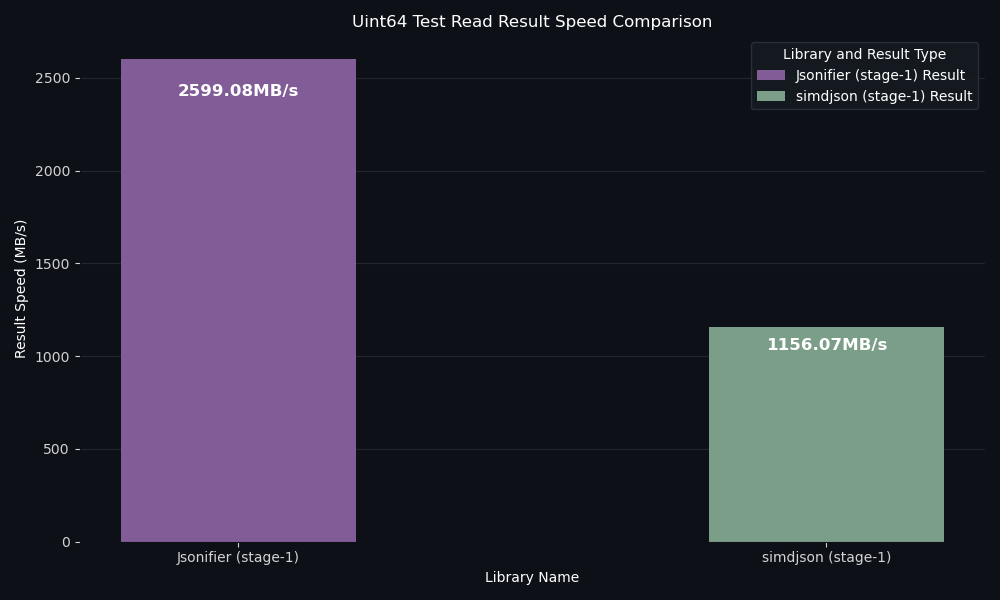 Uint64 Test Read Result Speed Comparison
Library and Result Type
Jsonifier (stage-1) Result
simdjson (stage-1) Result
2599.08MB/s
1156.07MB/s
Result Speed (MB/s)
2500
2000
1500
1000
500
0
Jsonifier (stage-1)
simdjson (stage-1)
Library Name